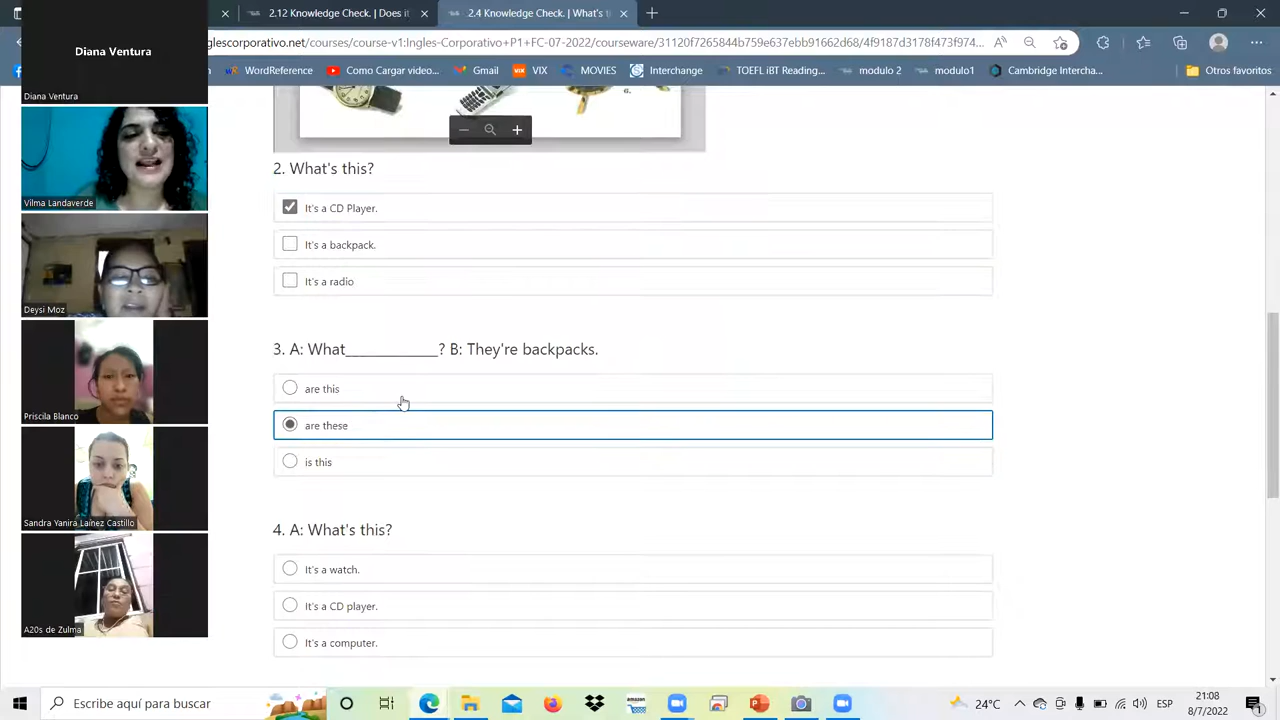 Diana Ventura
Diana Ventura
Vilma Landaverde
Deysi Moz
Priscila Blanco
Sandra Yanira Laínez Castillo
A20s de Zulma
2.12 Knowledge Check | Does it
2.4 Knowledge Check. | What's ti
glescorporativo.net/courses/course-v1:Ingles-Corporativo+P1+FC-07-2022/courseware/31120f7265844b759e637ebb91662d68/4f9187d3178f473f974...
WordReference
Como Cargar video...
Gmail
VIX
MOVIES
Interchange
TOEFL iBT Reading...
modulo 2
modulo1
Cambridge Intercha...
Otros favoritos
2. What's this?
It's a CD Player.
It's a backpack.
It's a radio
3. A: What____________? B: They're backpacks.
are this
are these
is this
4. A: What's this?
It's a watch.
It's a CD player.
It's a computer.
Escribe aquí para buscar
24°C
ESP
21:08
8/7/2022